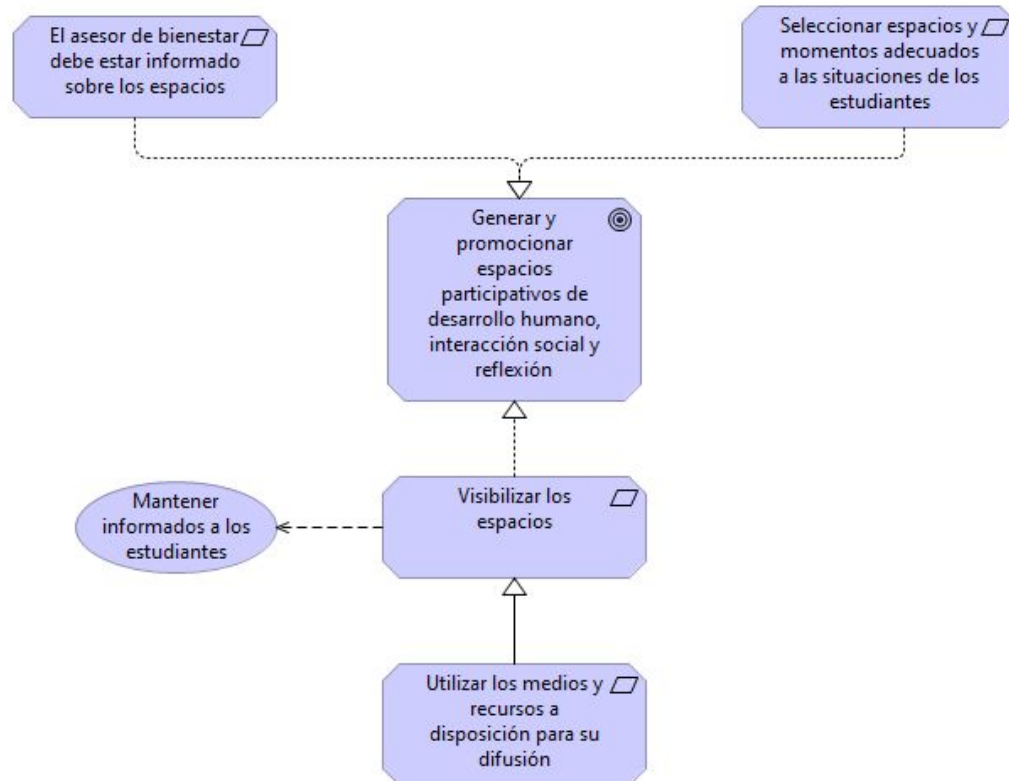 El asesor de bienestar
debe estar informado
sobre los espacios
Seleccionar espacios y
momentos adecuados
a las situaciones de los
estudiantes
Generar y
promocionar
espacios
participativos de
desarrollo humano,
interacción social y
reflexión
Mantener
informados a los
estudiantes
Visibilizar los
espacios
Utilizar los medios y
recursos a
disposición para su
difusión